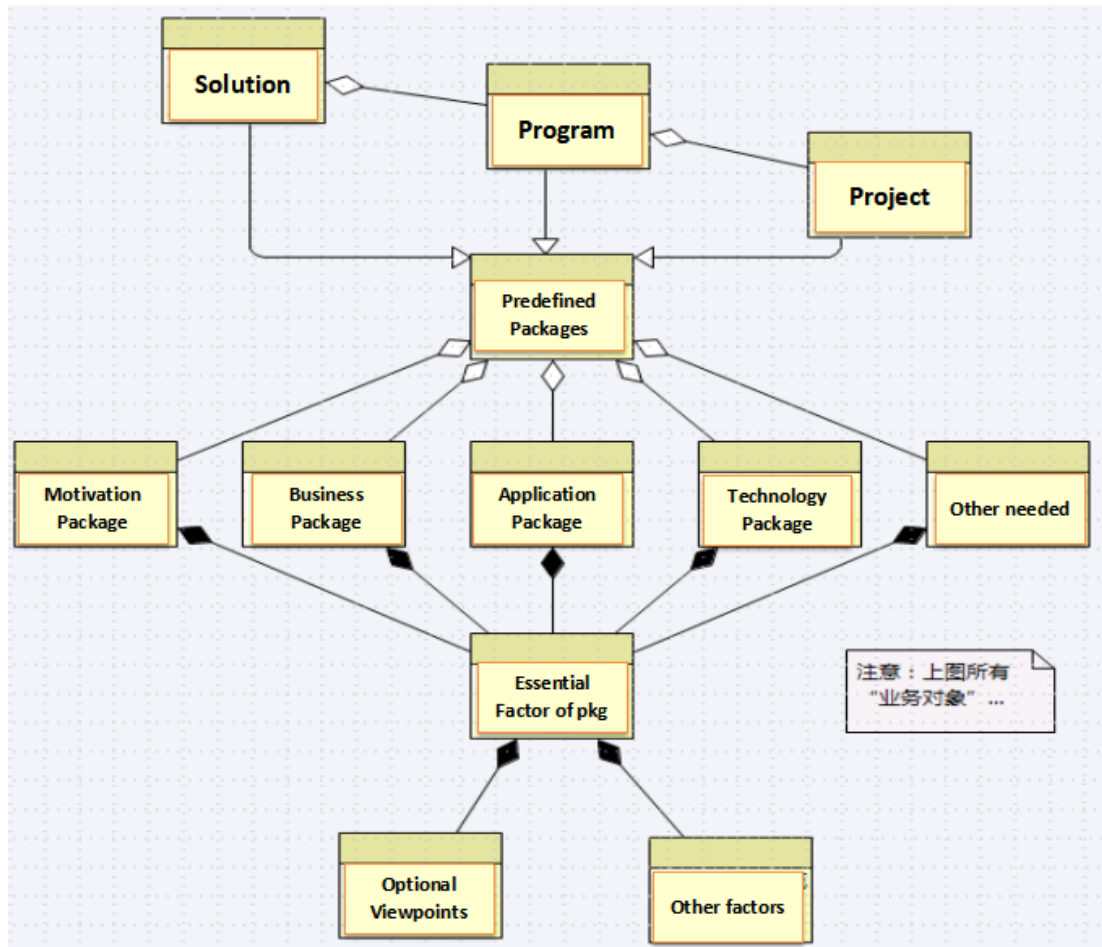 Solution
Program
Project
Predefined
Packages
Motivation
Package
Business
Package
Application
Package
Technology
Package
Other needed
Essential
Factor of pkg
注意：上图所有
“业务对象”...
Optional
Viewpoints
Other factors